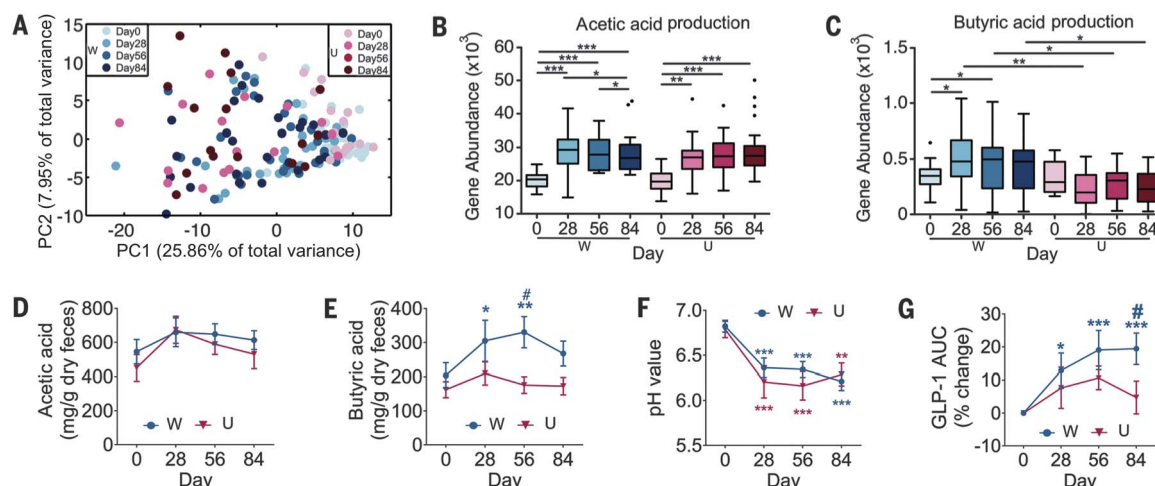 A
PC2 (7.95% of total variance)
15
10
5
0
-5
-10
W
Day0
Day28
Day56
Day84
U
Day0
Day28
Day56
Day84
-20
-10
0
10
PC1 (25.86% of total variance)
B
Acetic acid production
Gene Abundance (x10³)
60
50
40
30
20
10
***
***
***
*
*
***
***
**
0 28 56 84 0 28 56 84
W U
Day
C
Butyric acid production
Gene Abundance (x10³)
1.5
1.0
0.5
0
*
*
**
*
*
*
0 28 56 84 0 28 56 84
W U
Day
D
Acetic acid
(mg/g dry feces)
800
600
400
200
0
W U
0 28 56 84
Day
E
Butyric acid
(mg/g dry feces)
400
300
200
100
0
#
* **
W U
0 28 56 84
Day
F
pH value
7.0
6.5
6.0
5.5
W U
*** *** **
*** *** ***
0 28 56 84
Day
G
GLP-1 AUC
(% change)
30
20
10
0
-10
#
* *** ***
W U
0 28 56 84
Day